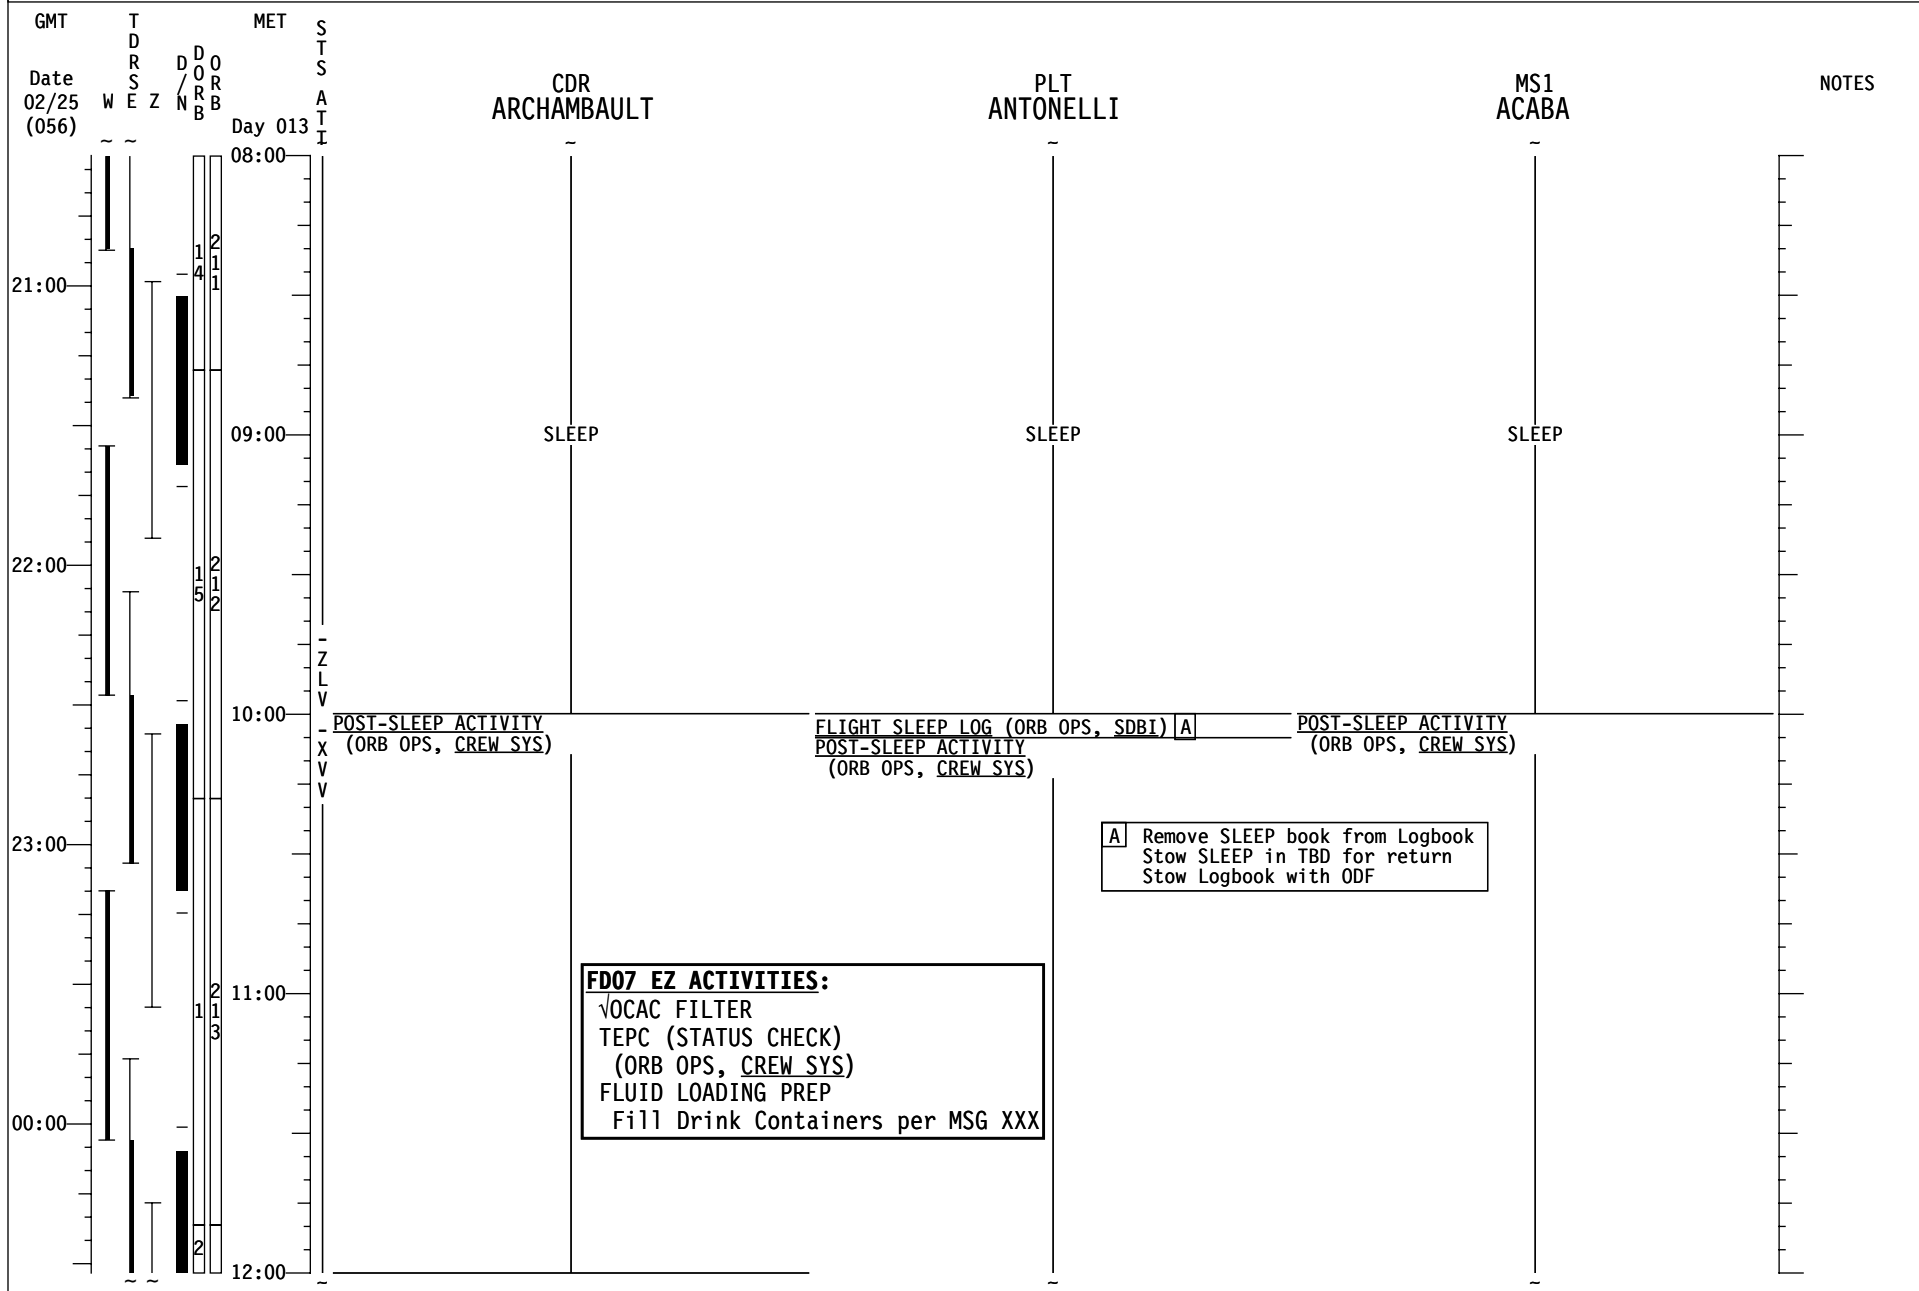 GMT
TDRS
MET
STS ATT
Date
02/25
(056)
W E Z
D/N
DORB
ORB
Day 013
CDR
ARCHAMBAULT
PLT
ANTONELLI
MS1
ACABA
NOTES
~ ~ ~ ~ ~
08:00
14
211
21:00
09:00
SLEEP
SLEEP
SLEEP
22:00
15
212
-ZLV
10:00
-XVV
POST-SLEEP ACTIVITY
(ORB OPS, CREW SYS)
FLIGHT SLEEP LOG (ORB OPS, SDBI) A
POST-SLEEP ACTIVITY
(ORB OPS, CREW SYS)
POST-SLEEP ACTIVITY
(ORB OPS, CREW SYS)
23:00
A Remove SLEEP book from Logbook
Stow SLEEP in TBD for return
Stow Logbook with ODF
11:00
1
213
FD07 EZ ACTIVITIES:
√OCAC FILTER
TEPC (STATUS CHECK)
(ORB OPS, CREW SYS)
FLUID LOADING PREP
Fill Drink Containers per MSG XXX
00:00
2
12:00
~ ~ ~ ~ ~